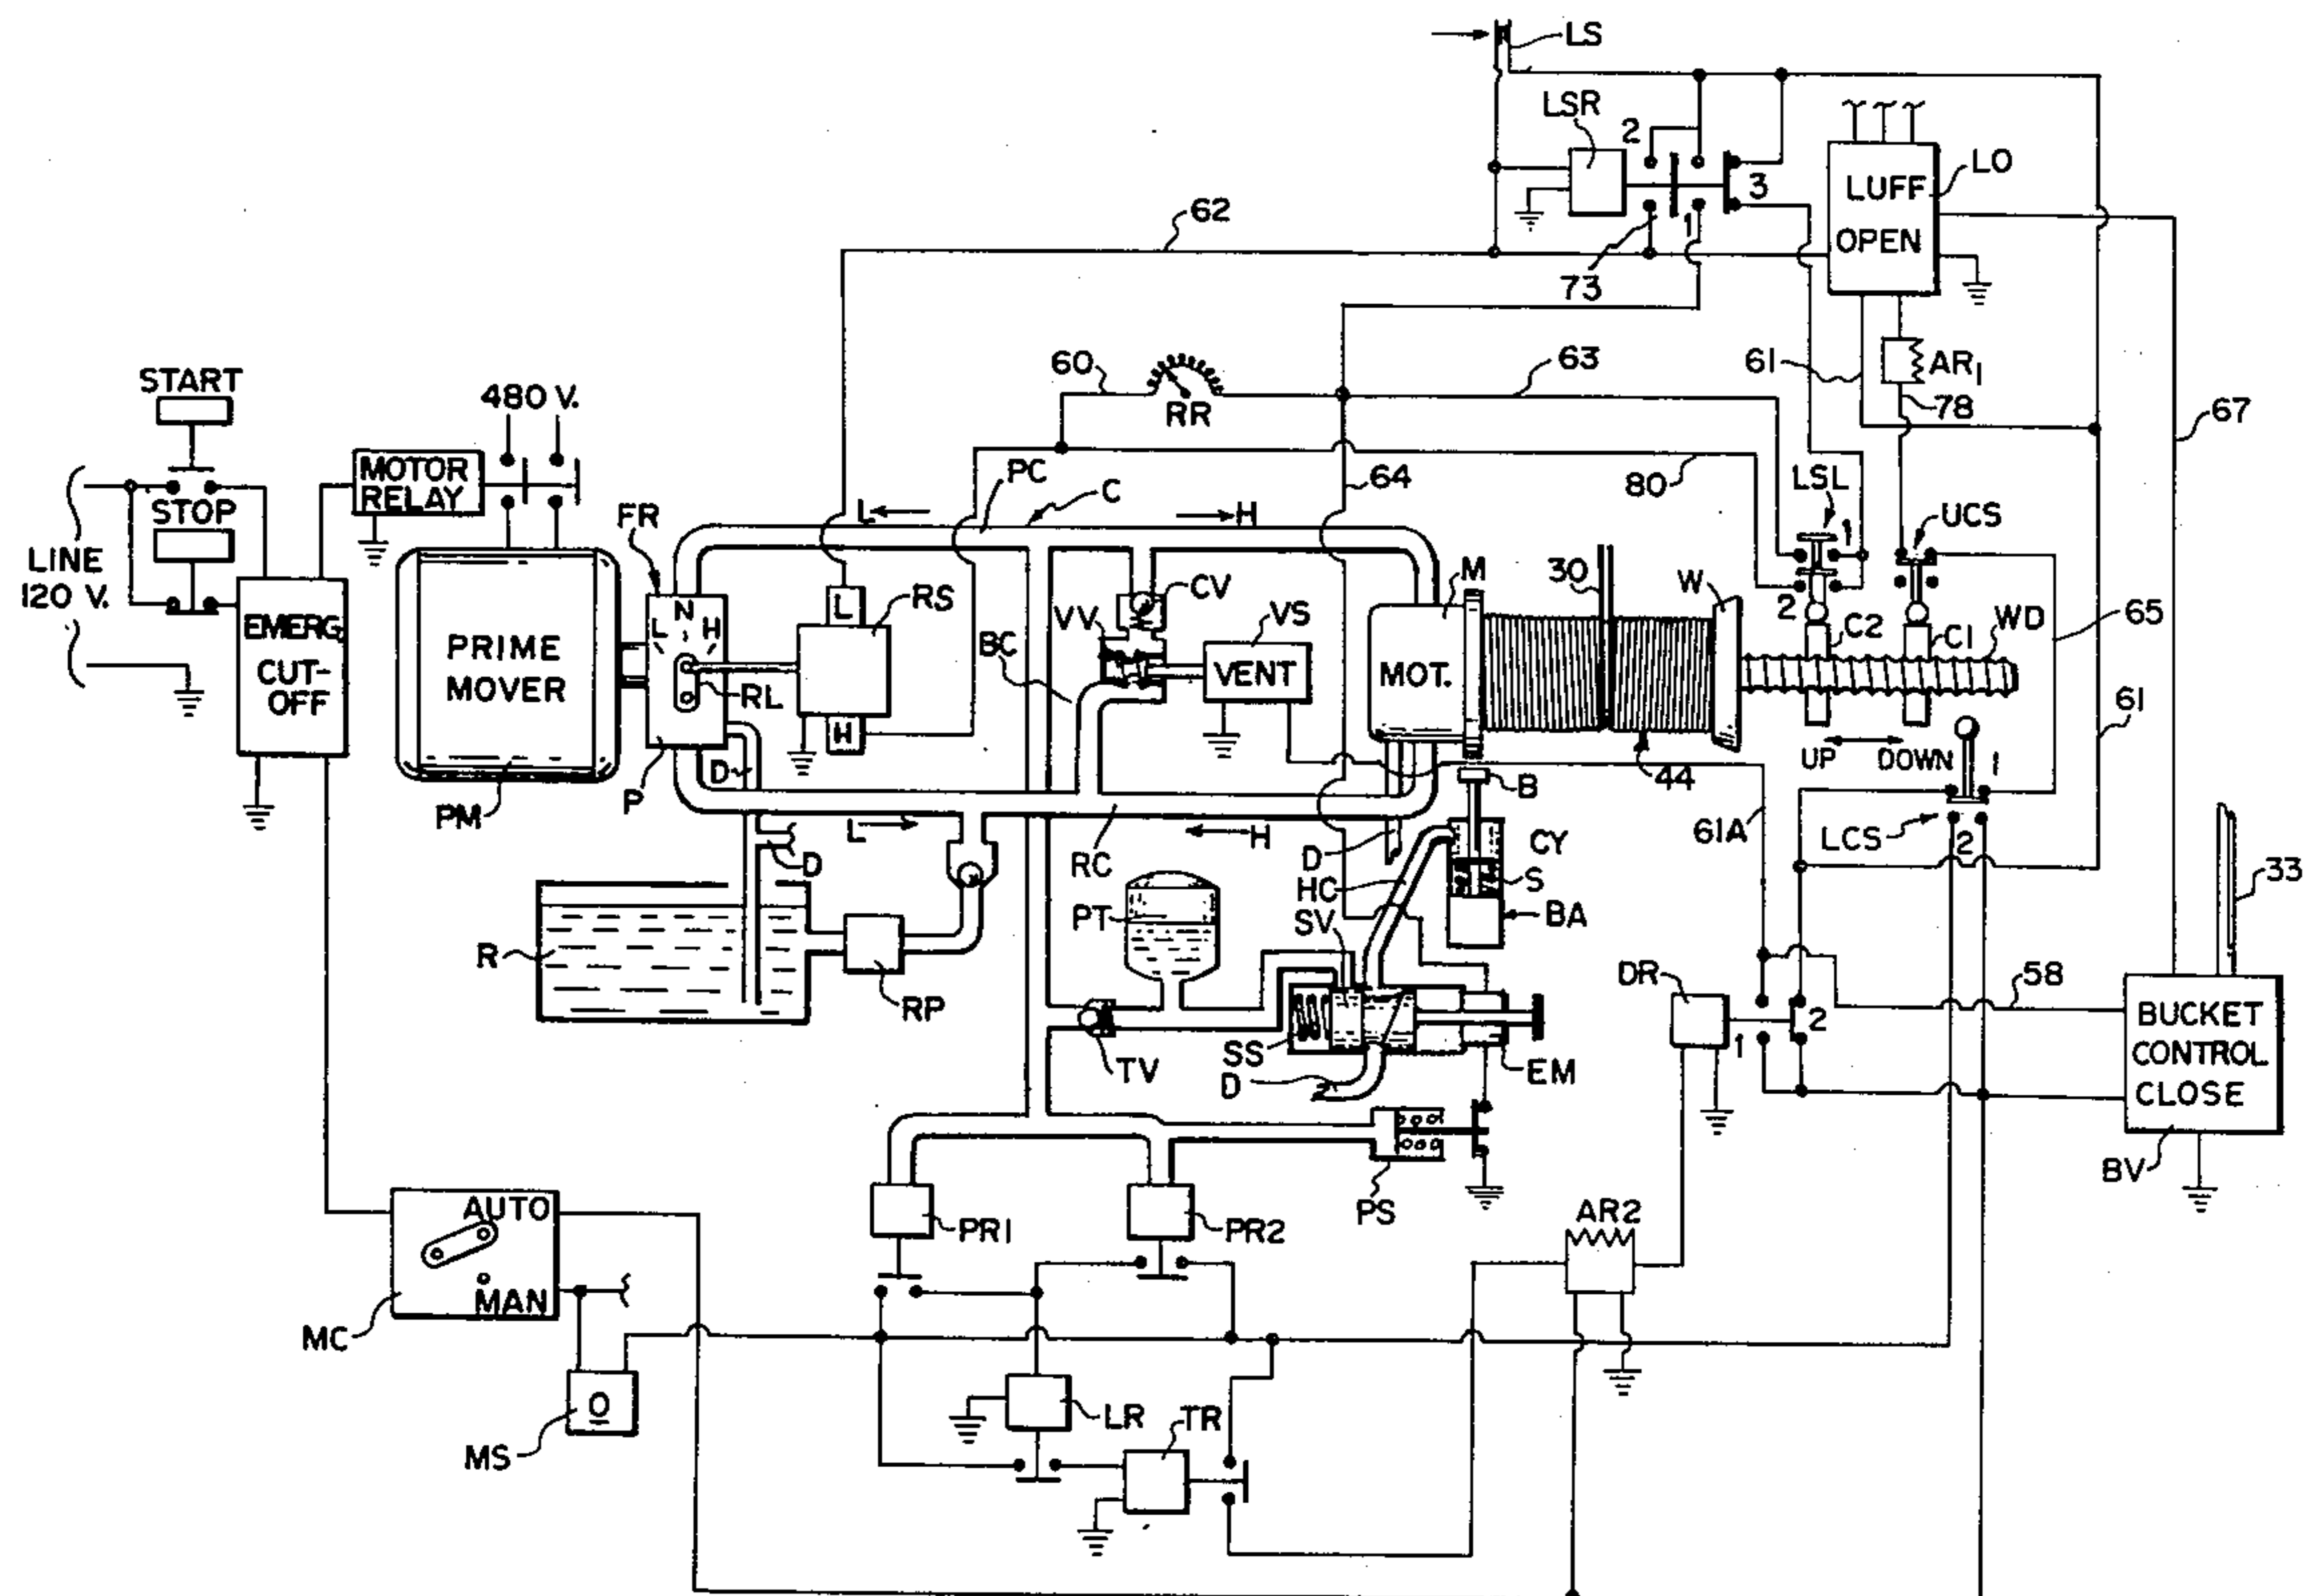 LS
LSR
2
LO
LUFF
OPEN
3
1
62
73
60
RR
63
61
AR1
78
67
START
480 V.
MOTOR
RELAY
STOP
LINE
120 V.
EMERG
CUT-
OFF
FR
N
L H
RL
PRIME
MOVER
PM
P
D
L
H
PC
C
L
H
RS
64
80
LSL
1
2
UCS
C2
C1
WD
65
CV
VV
VS
VENT
BC
M
MOT.
30
W
44
UP
DOWN
1
61
L
H
RC
D
B
CY
S
BA
HC
SV
61A
LCS
2
33
D
R
RP
PT
TV
SS
D
EM
DR
1
2
58
BUCKET
CONTROL
CLOSE
BV
PS
PR1
PR2
AR2
AUTO
MAN
MC
O
MS
LR
TR